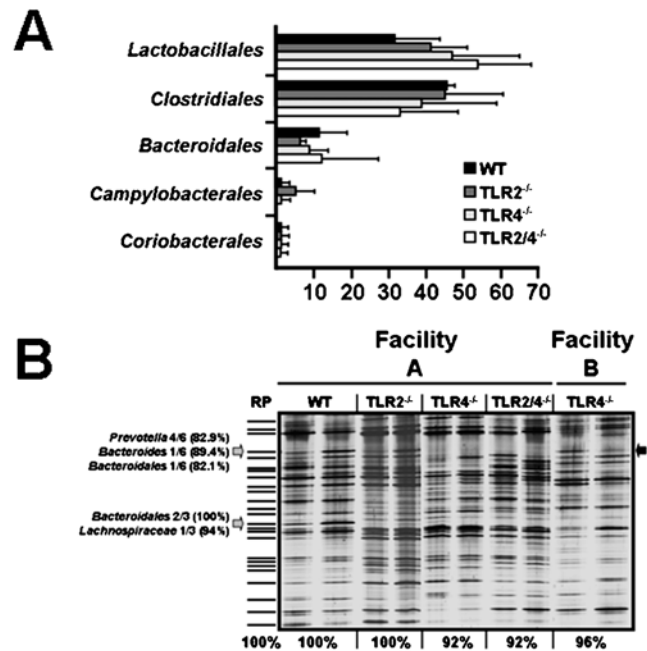 A
Lactobacillales
Clostridiales
Bacteroidales
Campylobacterales
Coriobacterales
WT
TLR2-/-
TLR4-/-
TLR2/4-/-
10 20 30 40 50 60 70
B
Facility A
Facility B
RP WT TLR2-/- TLR4-/- TLR2/4-/- TLR4-/-
Prevotella 4/6 (82.9%)
Bacteroides 1/6 (89.4%)
Bacteroidales 1/6 (82.1%)
Bacteroidales 2/3 (100%)
Lachnospiraceae 1/3 (94%)
100% 100% 100% 92% 92% 96%